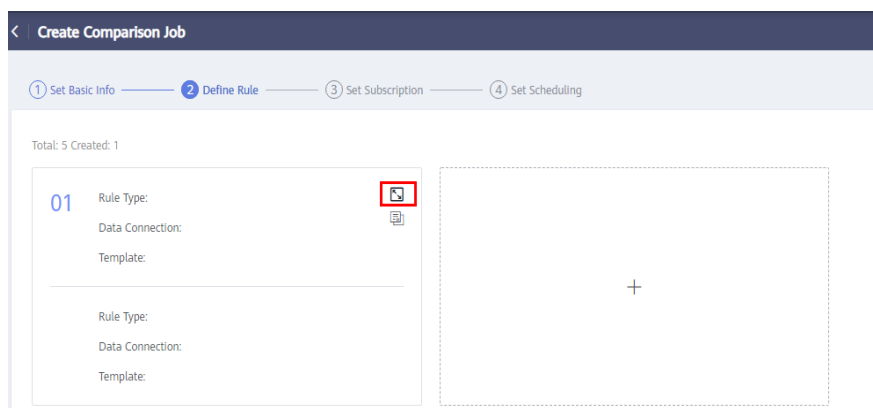 Create Comparison Job
1 Set Basic Info 2 Define Rule 3 Set Subscription 4 Set Scheduling
Total: 5 Created: 1
01
Rule Type:
Data Connection:
Template:
Rule Type:
Data Connection:
Template: